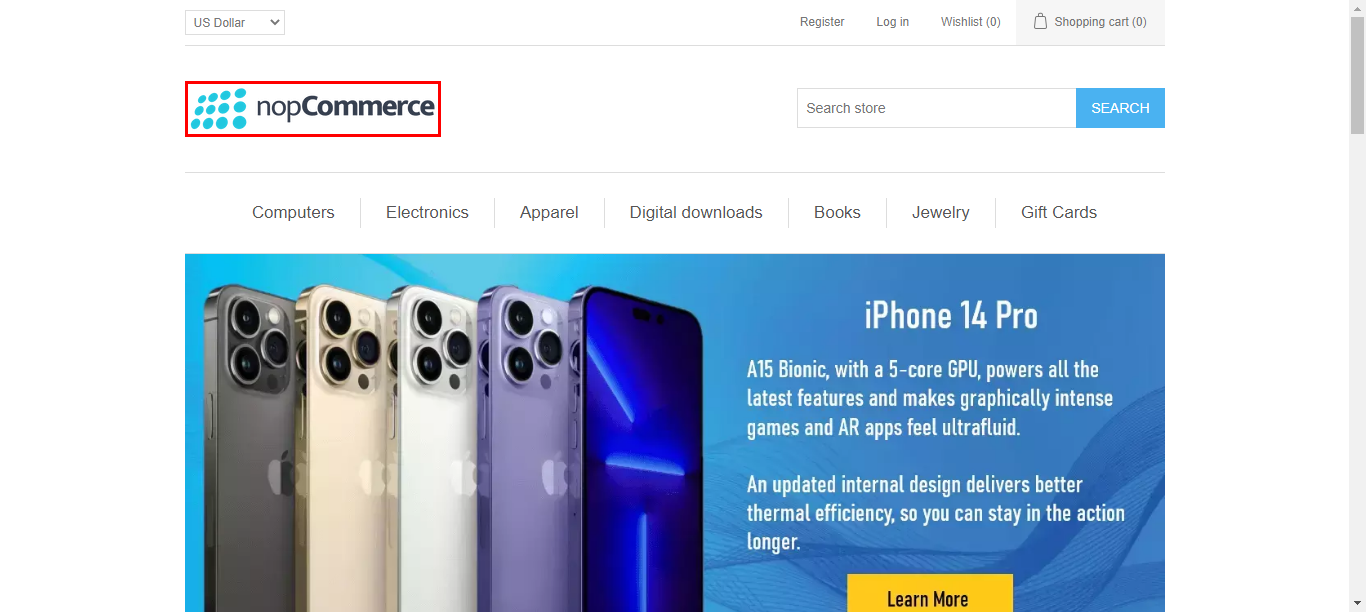 US Dollar
Register
Log in
Wishlist (0)
Shopping cart (0)
nopCommerce
Search store
SEARCH
Computers
Electronics
Apparel
Digital downloads
Books
Jewelry
Gift Cards
iPhone 14 Pro
A15 Bionic, with a 5-core GPU, powers all the
latest features and makes graphically intense
games and AR apps feel ultrafluid.
An updated internal design delivers better
thermal efficiency, so you can stay in the action
longer.
Learn More